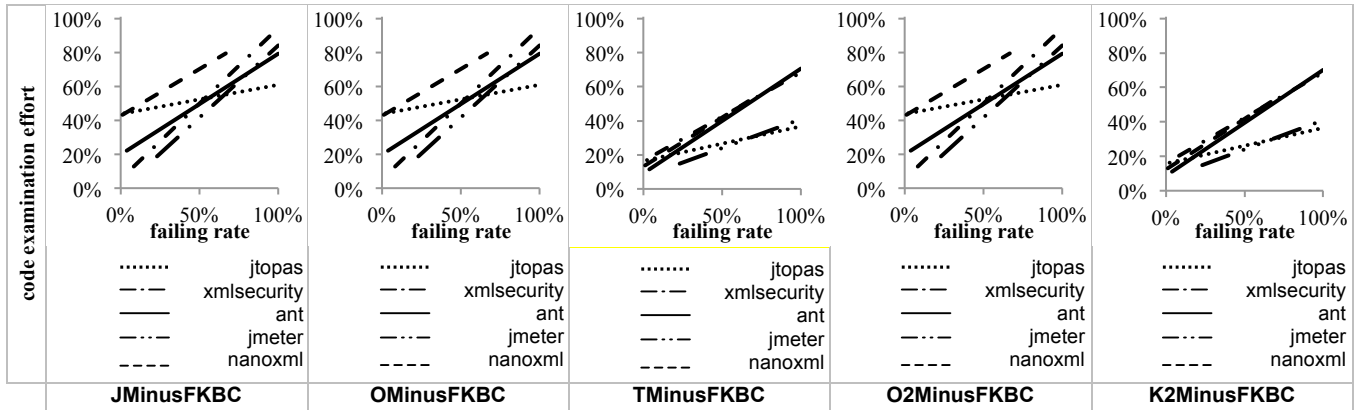 code examination effort
100%
80%
60%
40%
20%
0%
0% 50% 100%
failing rate
jtopas
xmlsecurity
ant
jmeter
nanoxml
JMinusFKBC
100%
80%
60%
40%
20%
0%
0% 50% 100%
failing rate
jtopas
xmlsecurity
ant
jmeter
nanoxml
OMinusFKBC
100%
80%
60%
40%
20%
0%
0% 50% 100%
failing rate
jtopas
xmlsecurity
ant
jmeter
nanoxml
TMinusFKBC
100%
80%
60%
40%
20%
0%
0% 50% 100%
failing rate
jtopas
xmlsecurity
ant
jmeter
nanoxml
O2MinusFKBC
100%
80%
60%
40%
20%
0%
0% 50% 100%
failing rate
jtopas
xmlsecurity
ant
jmeter
nanoxml
K2MinusFKBC